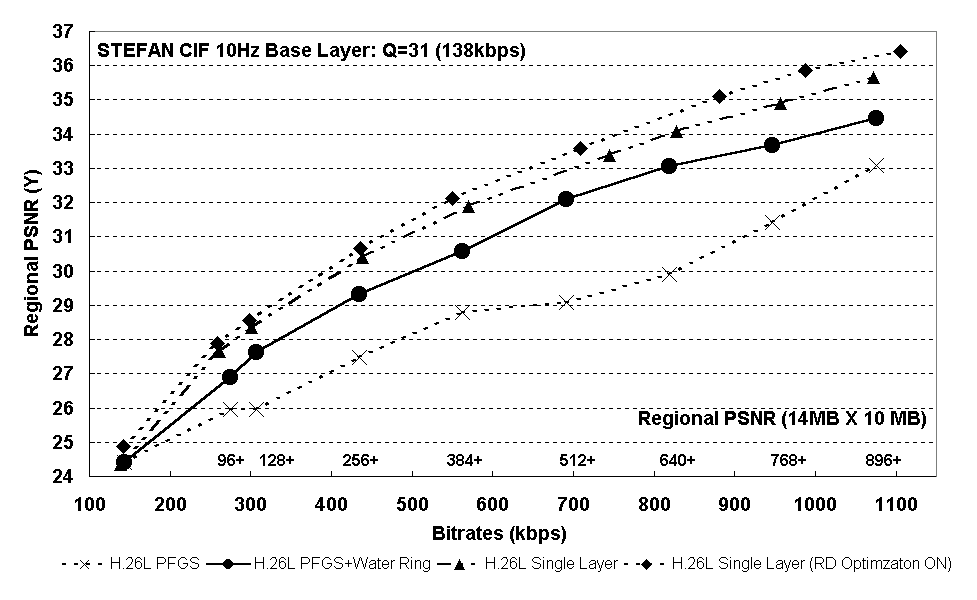 37
STEFAN CIF 10Hz Base Layer: Q=31 (138kbps)
36
35
34
33
32
31
30
29
28
27
26
25
24
Regional PSNR (Y)
Regional PSNR (14MB X 10 MB)
96+ 128+ 256+ 384+ 512+ 640+ 768+ 896+
100 200 300 400 500 600 700 800 900 1000 1100
Bitrates (kbps)
H.26L PFGS H.26L PFGS+Water Ring H.26L Single Layer H.26L Single Layer (RD Optimzaton ON)